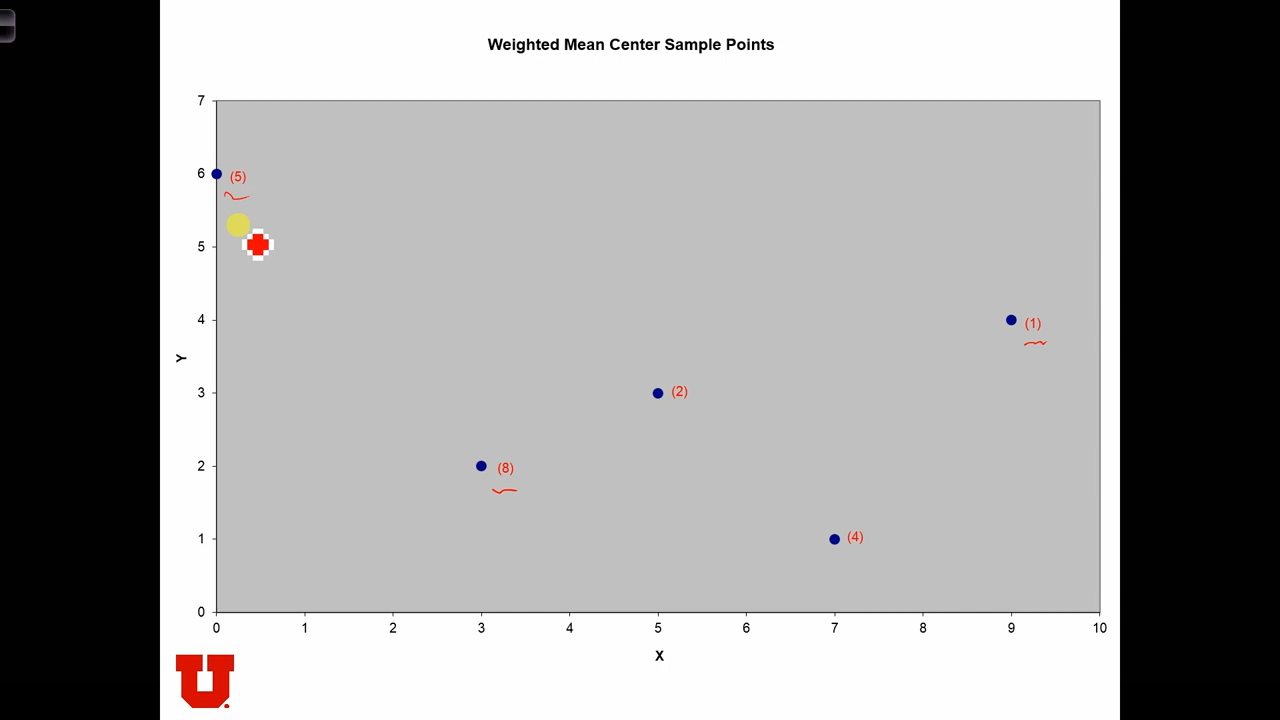 Weighted Mean Center Sample Points
7
6
(5)
5
4
(1)
Y
3
(2)
2
(8)
1
(4)
0
0 1 2 3 4 5 6 7 8 9 10
X
U